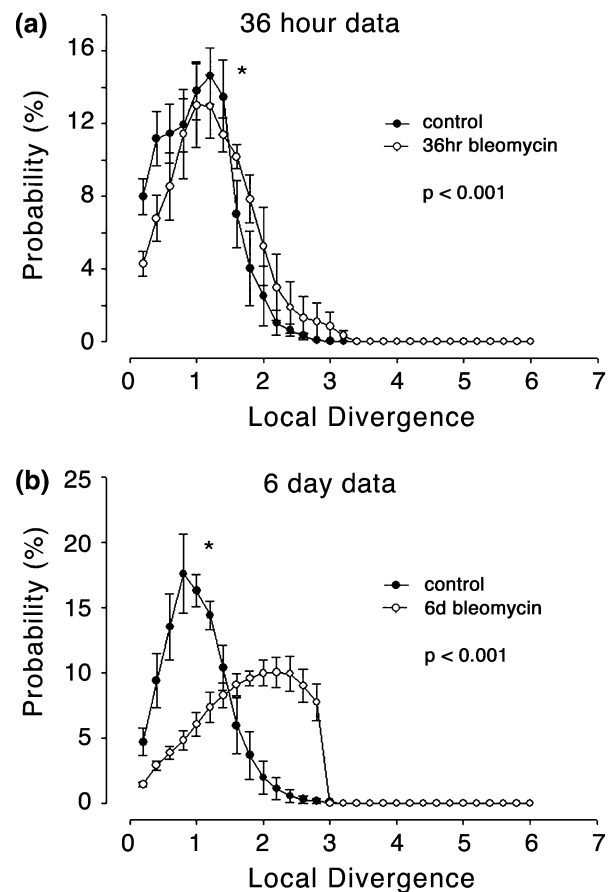 (a) 36 hour data
16
12
8
4
0
Probability (%)
*
control
36hr bleomycin
p < 0.001
0 1 2 3 4 5 6 7
Local Divergence
(b) 6 day data
25
20
15
10
5
0
Probability (%)
*
control
6d bleomycin
p < 0.001
0 1 2 3 4 5 6 7
Local Divergence